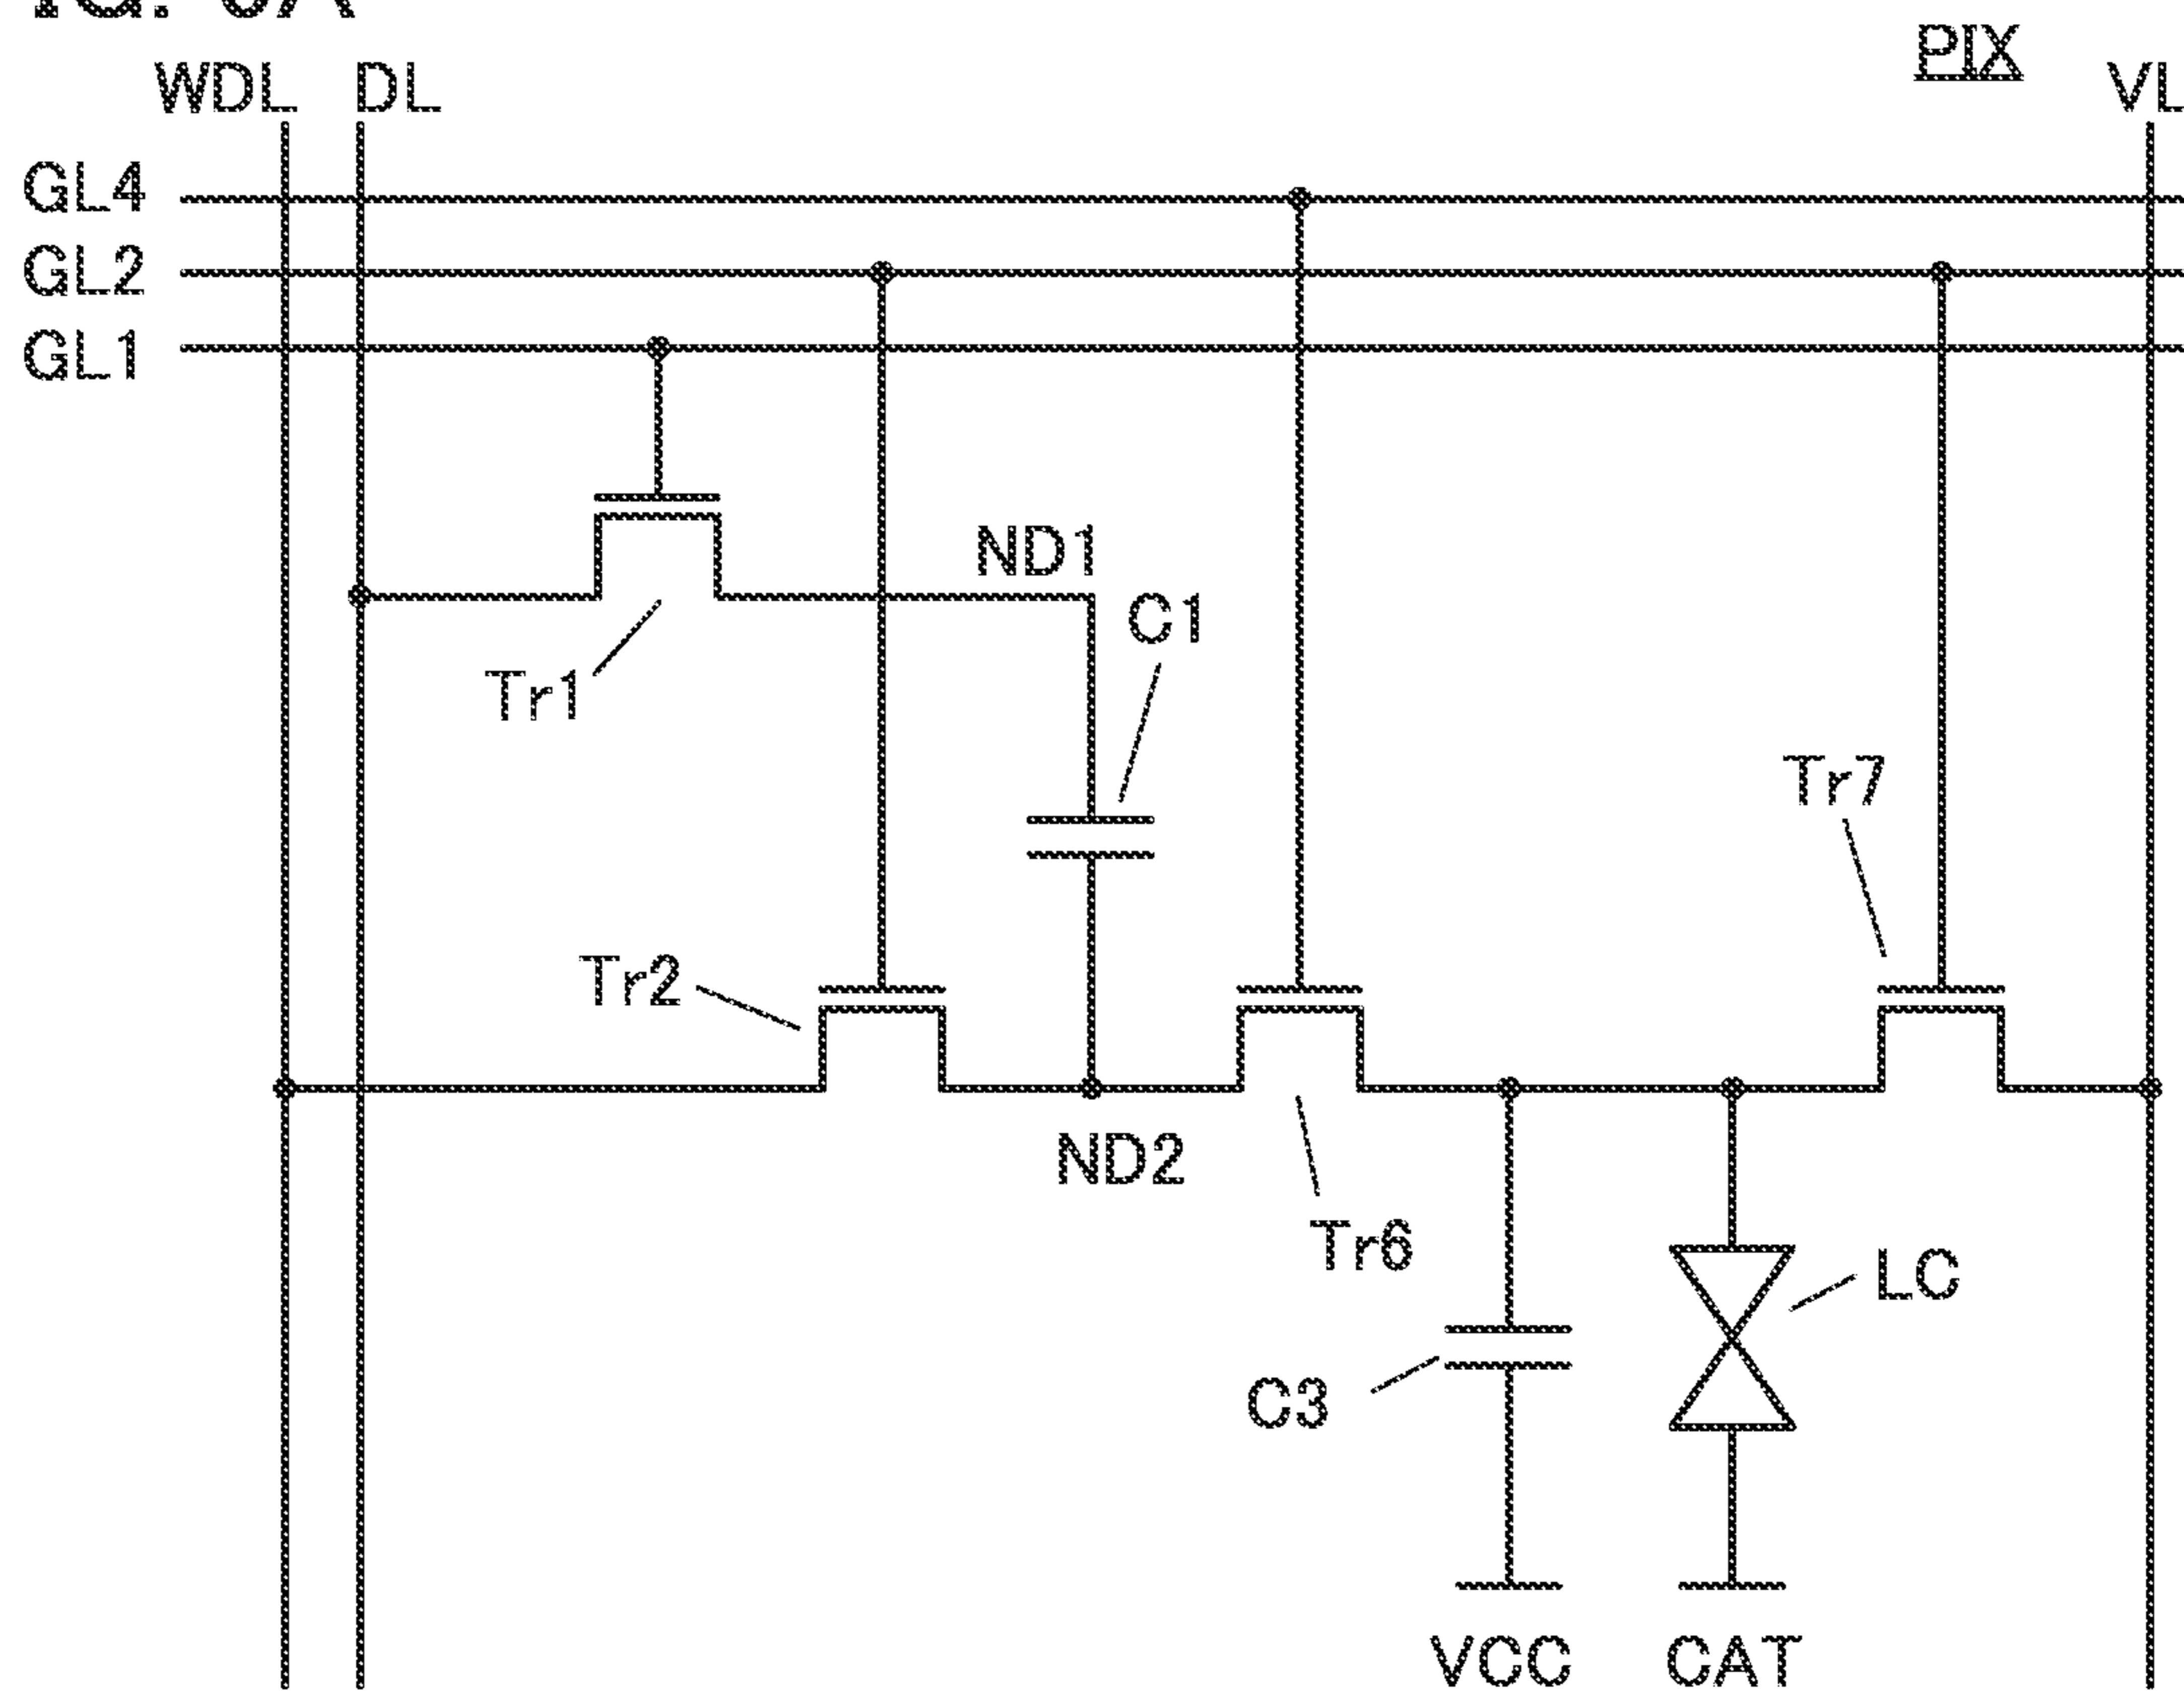 PIX
WDL DL VL
GL4
GL2
GL1
ND1
C1
Tr1
Tr7
Tr2
ND2
Tr6
LC
C3
VCC CAT